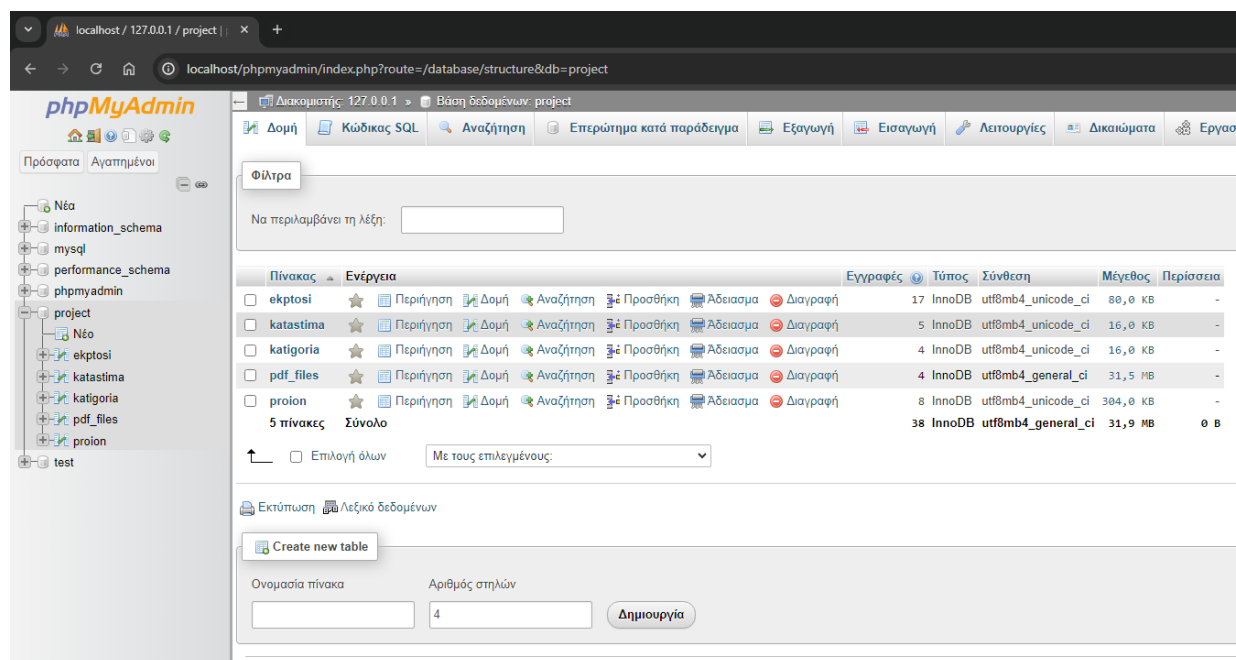 localhost / 127.0.0.1 / project |
localhost/phpmyadmin/index.php?route=/database/structure&db=project
phpMyAdmin
Πρόσφατα Αγαπημένοι
Νέα
information_schema
mysql
performance_schema
phpmyadmin
project
Νέο
ekptosi
katastima
katigoria
pdf_files
proion
test
Διακομιστής: 127.0.0.1 » Βάση δεδομένων: project
Δομή Κώδικας SQL Αναζήτηση Επερώτημα κατά παράδειγμα Εξαγωγή Εισαγωγή Λειτουργίες Δικαιώματα Εργασ
Φίλτρα
Να περιλαμβάνει τη λέξη:
Πίνακας Ενέργεια Εγγραφές Τύπος Σύνθεση Μέγεθος Περίσσεια
ekptosi Περιήγηση Δομή Αναζήτηση Προσθήκη Άδειασμα Διαγραφή 17 InnoDB utf8mb4_unicode_ci 80,0 KB -
katastima Περιήγηση Δομή Αναζήτηση Προσθήκη Άδειασμα Διαγραφή 5 InnoDB utf8mb4_unicode_ci 16,0 KB -
katigoria Περιήγηση Δομή Αναζήτηση Προσθήκη Άδειασμα Διαγραφή 4 InnoDB utf8mb4_unicode_ci 16,0 KB -
pdf_files Περιήγηση Δομή Αναζήτηση Προσθήκη Άδειασμα Διαγραφή 4 InnoDB utf8mb4_general_ci 31,5 MB -
proion Περιήγηση Δομή Αναζήτηση Προσθήκη Άδειασμα Διαγραφή 8 InnoDB utf8mb4_unicode_ci 304,0 KB -
5 πίνακες Σύνολο 38 InnoDB utf8mb4_general_ci 31,9 MB 0 B
Επιλογή όλων Με τους επιλεγμένους:
Εκτύπωση Λεξικό δεδομένων
Create new table
Ονομασία πίνακα Αριθμός στηλών
4 Δημιουργία